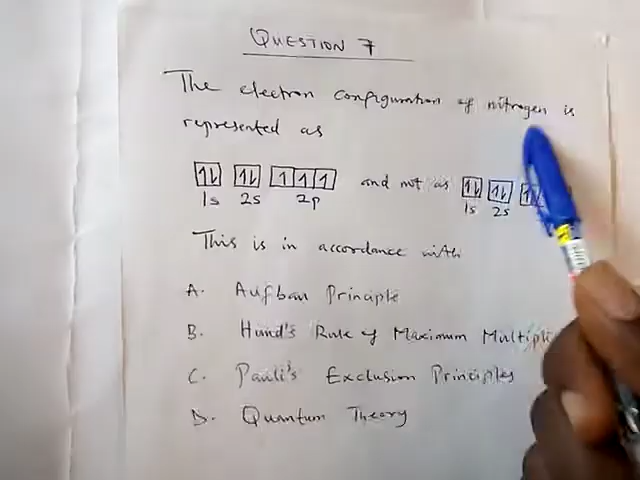 QUESTION 7
The electron configuration of nitrogen is
represented as
1s 2s 2p and not as 1s 2s
This is in accordance with
A. Aufbau Principle
B. Hund's Rule of Maximum
C. Pauli's Exclusion Principles
D. Quantum Theory